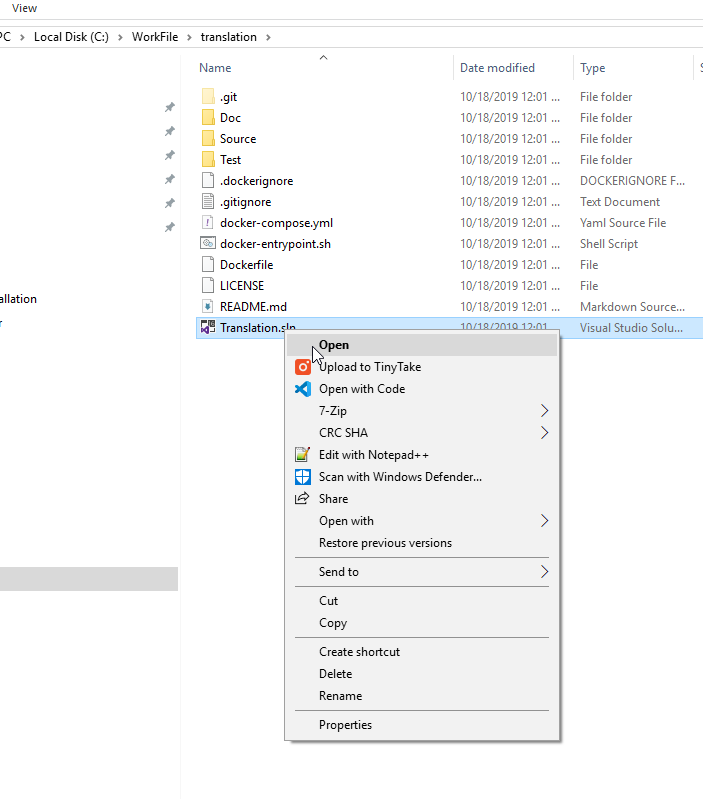 View
PC > Local Disk (C:) > WorkFile > translation >
Name Date modified Type
.git 10/18/2019 12:01 ... File folder
Doc 10/18/2019 12:01 ... File folder
Source 10/18/2019 12:01 ... File folder
Test 10/18/2019 12:01 ... File folder
.dockerignore 10/18/2019 12:01 ... DOCKERIGNORE F...
.gitignore 10/18/2019 12:01 ... Text Document
docker-compose.yml 10/18/2019 12:01 ... Yaml Source File
docker-entrypoint.sh 10/18/2019 12:01 ... Shell Script
Dockerfile 10/18/2019 12:01 ... File
LICENSE 10/18/2019 12:01 ... File
allation
README.md 10/18/2019 12:01 ... Markdown Source...
Translation.sln 10/18/2019 12:01 Visual Studio Solu...
Open
Upload to TinyTake
Open with Code
7-Zip
CRC SHA
Edit with Notepad++
Scan with Windows Defender...
Share
Open with
Restore previous versions
Send to
Cut
Copy
Create shortcut
Delete
Rename
Properties